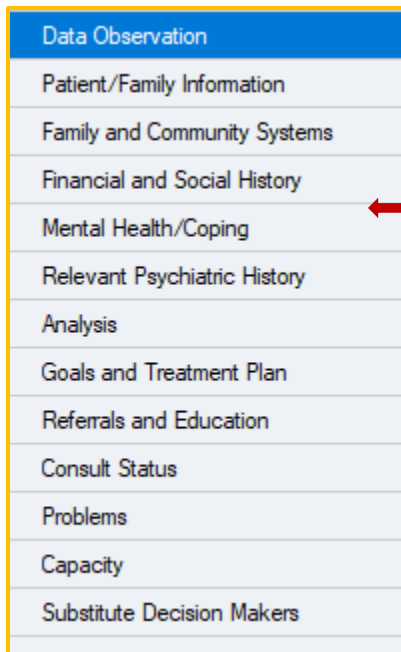 Data Observation
Patient/Family Information
Family and Community Systems
Financial and Social History
Mental Health/Coping
Relevant Psychiatric History
Analysis
Goals and Treatment Plan
Referrals and Education
Consult Status
Problems
Capacity
Substitute Decision Makers